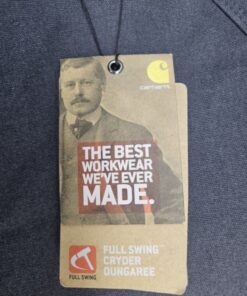 carhartt
THE BEST
WORKWEAR
WE'VE EVER
MADE.
FULL SWING
CRYDER
DUNGAREE
FULL SWING